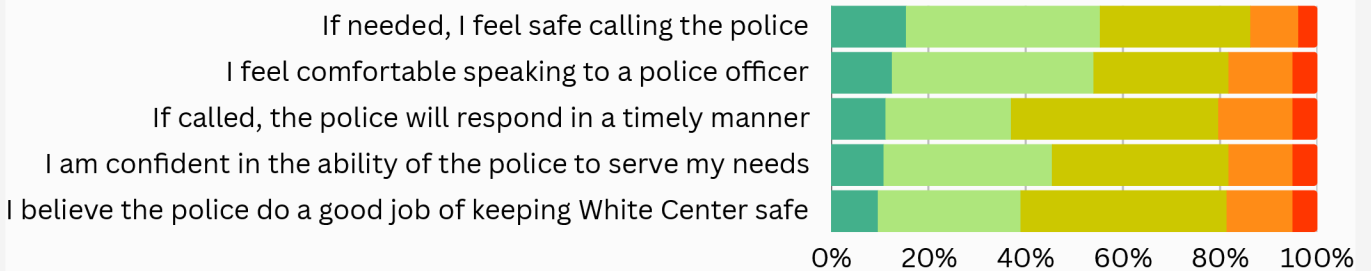 If needed, I feel safe calling the police
I feel comfortable speaking to a police officer
If called, the police will respond in a timely manner
I am confident in the ability of the police to serve my needs
I believe the police do a good job of keeping White Center safe
0% 20% 40% 60% 80% 100%